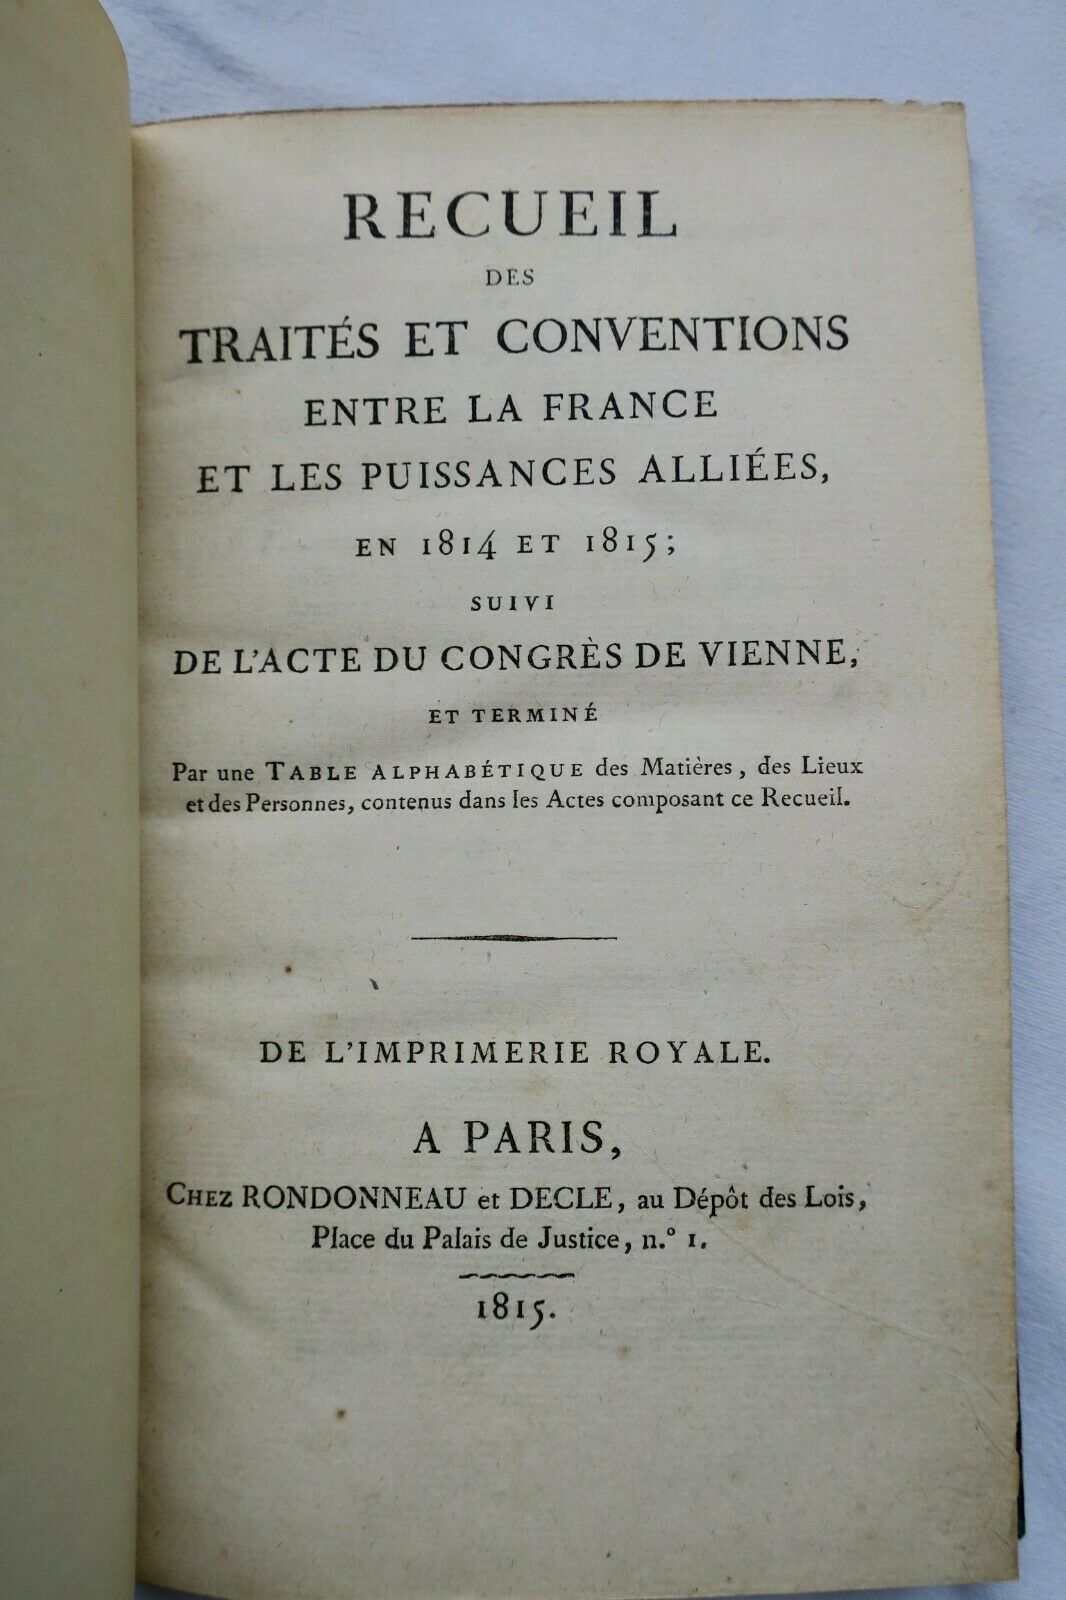 RECUEIL
DES
TRAITÉS ET CONVENTIONS
ENTRE LA FRANCE
ET LES PUISSANCES ALLIÉES,
EN 1814 ET 1815;
SUIVI
DE L'ACTE DU CONGRÈS DE VIENNE,
ET TERMINÉ
Par une TABLE ALPHABÉTIQUE des Matières, des Lieux
et des Personnes, contenus dans les Actes composant ce Recueil.
DE L'IMPRIMERIE ROYALE.
A PARIS,
CHEZ RONDONNEAU et DECLE, au Dépôt des Lois,
Place du Palais de Justice, n.° 1.
1815.